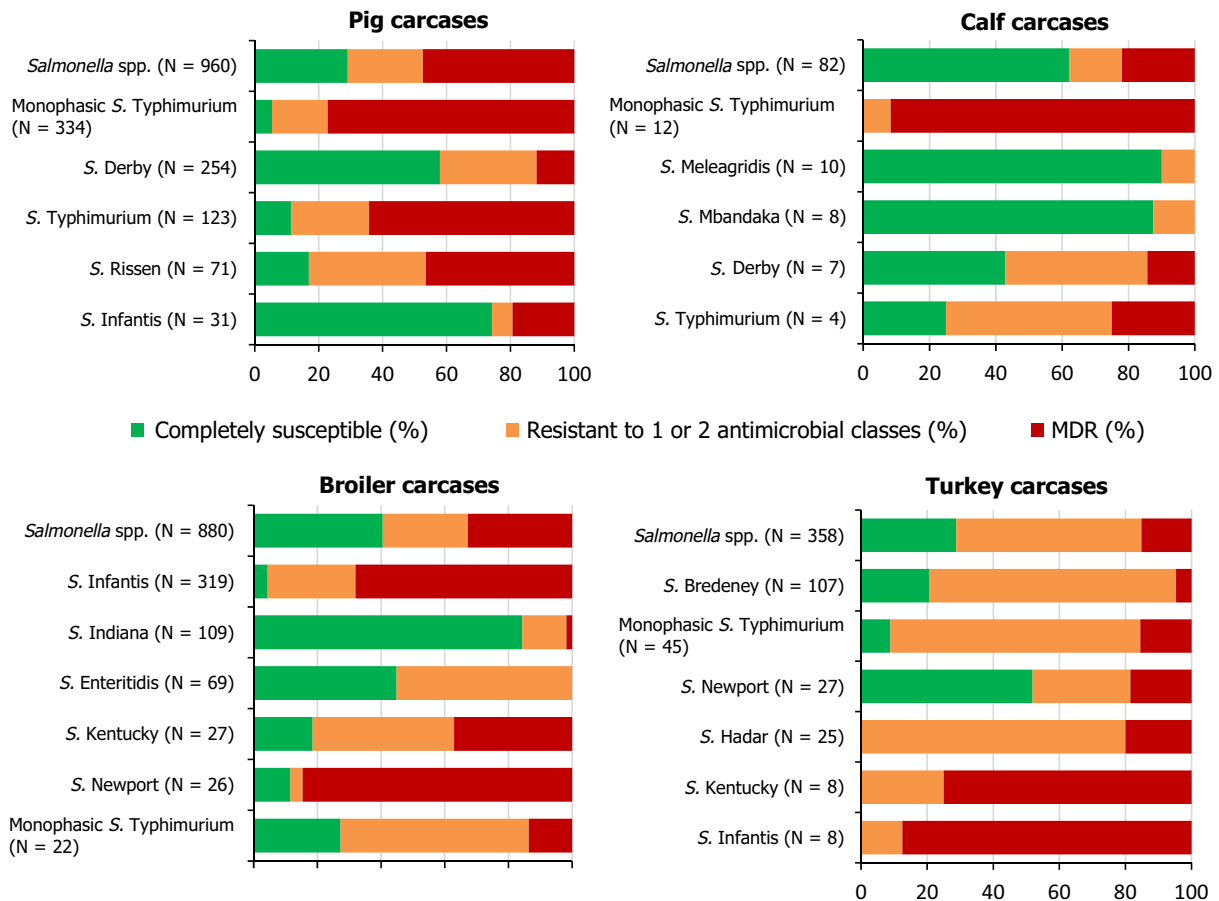 Pig carcases
Salmonella spp. (N = 960)
Monophasic S. Typhimurium
(N = 334)
S. Derby (N = 254)
S. Typhimurium (N = 123)
S. Rissen (N = 71)
S. Infantis (N = 31)
0 20 40 60 80 100
Calf carcases
Salmonella spp. (N = 82)
Monophasic S. Typhimurium
(N = 12)
S. Meleagridis (N = 10)
S. Mbandaka (N = 8)
S. Derby (N = 7)
S. Typhimurium (N = 4)
0 20 40 60 80 100
Completely susceptible (%) Resistant to 1 or 2 antimicrobial classes (%) MDR (%)
Broiler carcases
Salmonella spp. (N = 880)
S. Infantis (N = 319)
S. Indiana (N = 109)
S. Enteritidis (N = 69)
S. Kentucky (N = 27)
S. Newport (N = 26)
Monophasic S. Typhimurium
(N = 22)
Turkey carcases
Salmonella spp. (N = 358)
S. Bredeney (N = 107)
Monophasic S. Typhimurium
(N = 45)
S. Newport (N = 27)
S. Hadar (N = 25)
S. Kentucky (N = 8)
S. Infantis (N = 8)
0 20 40 60 80 100